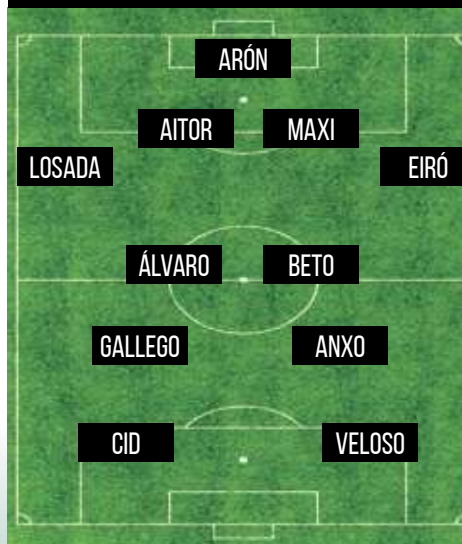 ARÓN
AITOR MAXI
LOSADA EIRÓ
ÁLVARO BETO
GALLEGO ANXO
CID VELOSO